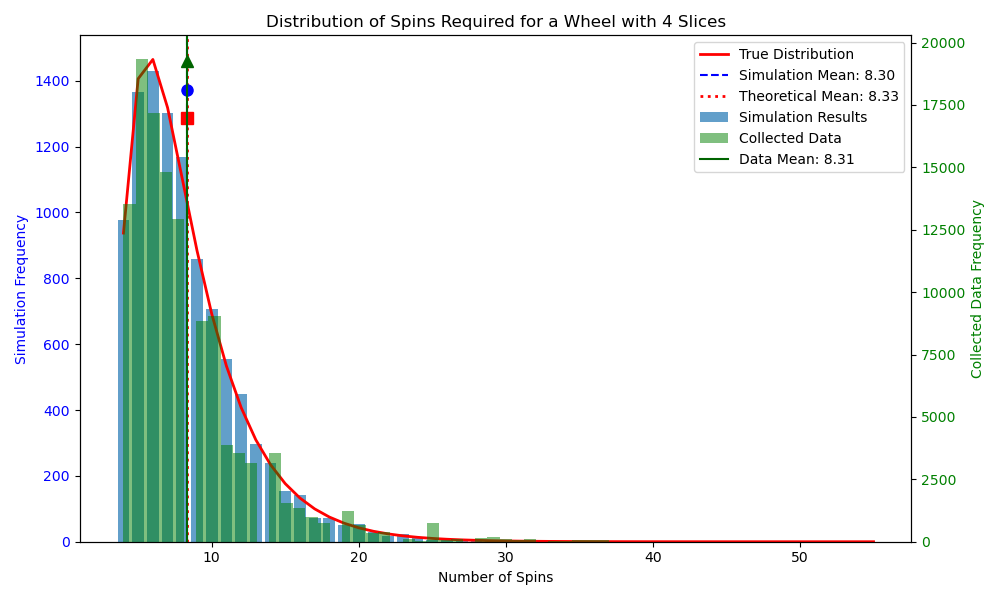 Distribution of Spins Required for a Wheel with 4 Slices
True Distribution
Simulation Mean: 8.30
Theoretical Mean: 8.33
Simulation Results
Collected Data
Data Mean: 8.31
Simulation Frequency
1400
1200
1000
800
600
400
200
0
20000
17500
15000
12500
10000
7500
5000
2500
0
Collected Data Frequency
10
20
30
40
50
Number of Spins